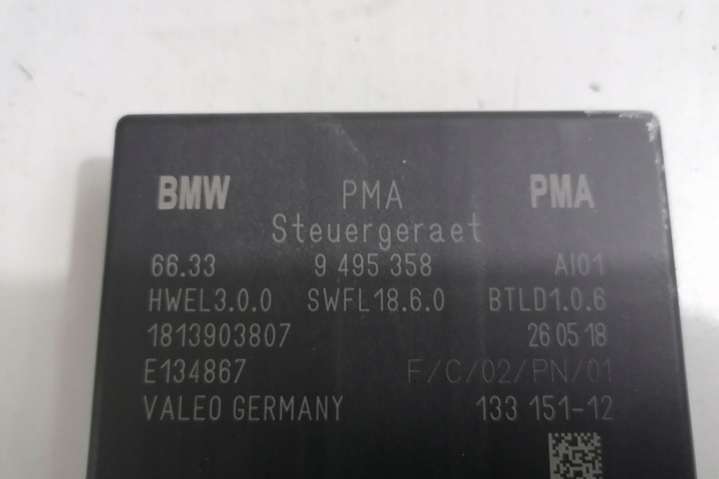 BMW PMA PMA
Steuergeraet
66.33 9 495 358 AI01
HWEL3.0.0 SWFL18.6.0 BTLD1.0.6
1813903807 26 05 18
E134867 F/C/02/PN/01
VALEO GERMANY 133 151-12